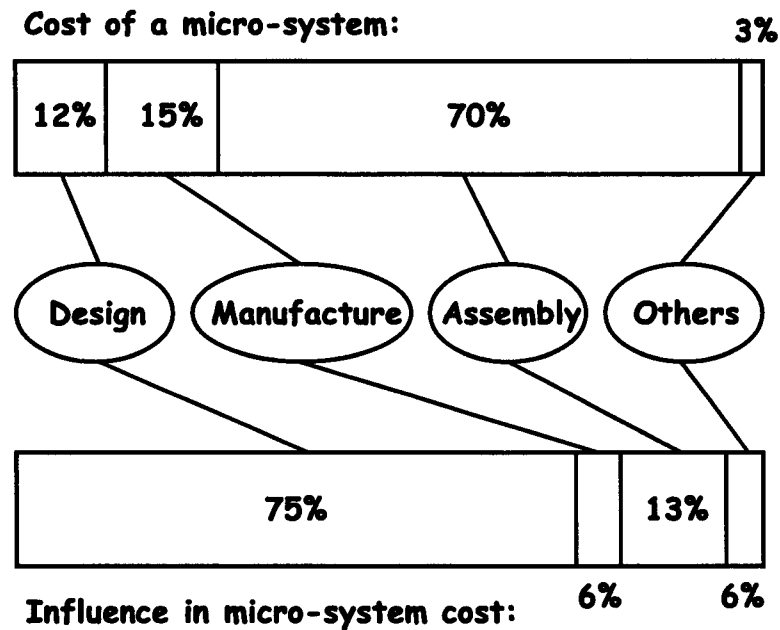 Cost of a micro-system:
3%
12% 15% 70%
Design Manufacture Assembly Others
75% 13%
6% 6%
Influence in micro-system cost: